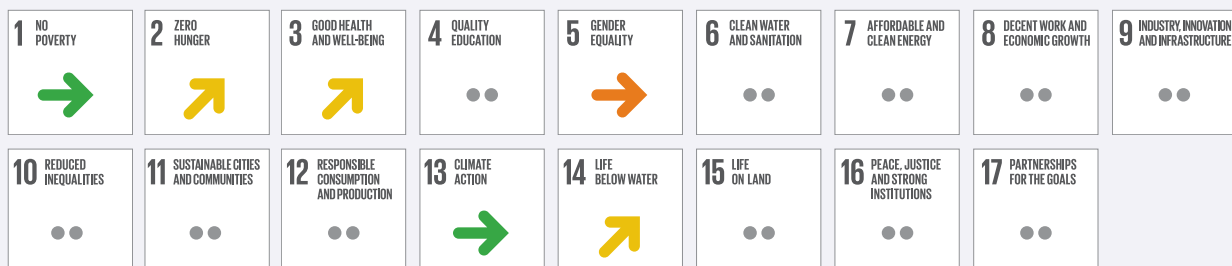 1 NO
POVERTY
2 ZERO
HUNGER
3 GOOD HEALTH
AND WELL-BEING
4 QUALITY
EDUCATION
5 GENDER
EQUALITY
6 CLEAN WATER
AND SANITATION
7 AFFORDABLE AND
CLEAN ENERGY
8 DECENT WORK AND
ECONOMIC GROWTH
9 INDUSTRY, INNOVATION
AND INFRASTRUCTURE
10 REDUCED
INEQUALITIES
11 SUSTAINABLE CITIES
AND COMMUNITIES
12 RESPONSIBLE
CONSUMPTION
AND PRODUCTION
13 CLIMATE
ACTION
14 LIFE
BELOW WATER
15 LIFE
ON LAND
16 PEACE, JUSTICE
AND STRONG
INSTITUTIONS
17 PARTNERSHIPS
FOR THE GOALS